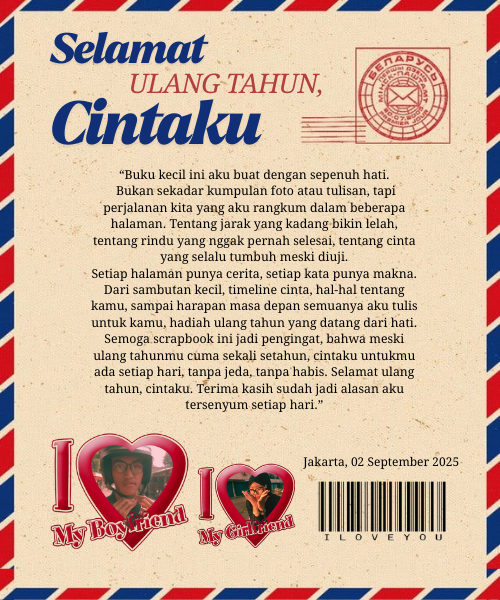 Selamat
ULANG TAHUN,
Cintaku
БЕЛАРУСЬ
“Buku kecil ini aku buat dengan sepenuh hati.
Bukan sekadar kumpulan foto atau tulisan, tapi
perjalanan kita yang aku rangkum dalam beberapa
halaman. Tentang jarak yang kadang bikin lelah,
tentang rindu yang nggak pernah selesai, tentang cinta
yang selalu tumbuh meski diuji.
Setiap halaman punya cerita, setiap kata punya makna.
Dari sambutan kecil, timeline cinta, hal-hal tentang
kamu, sampai harapan masa depan semuanya aku tulis
untuk kamu, hadiah ulang tahun yang datang dari hati.
Semoga scrapbook ini jadi pengingat, bahwa meski
ulang tahunmu cuma sekali setahun, cintaku untukmu
ada setiap hari, tanpa jeda, tanpa habis. Selamat ulang
tahun, cintaku. Terima kasih sudah jadi alasan aku
tersenyum setiap hari.”
I
My Boyfriend
I
My Girlfriend
Jakarta, 02 September 2025
I L O V E Y O U